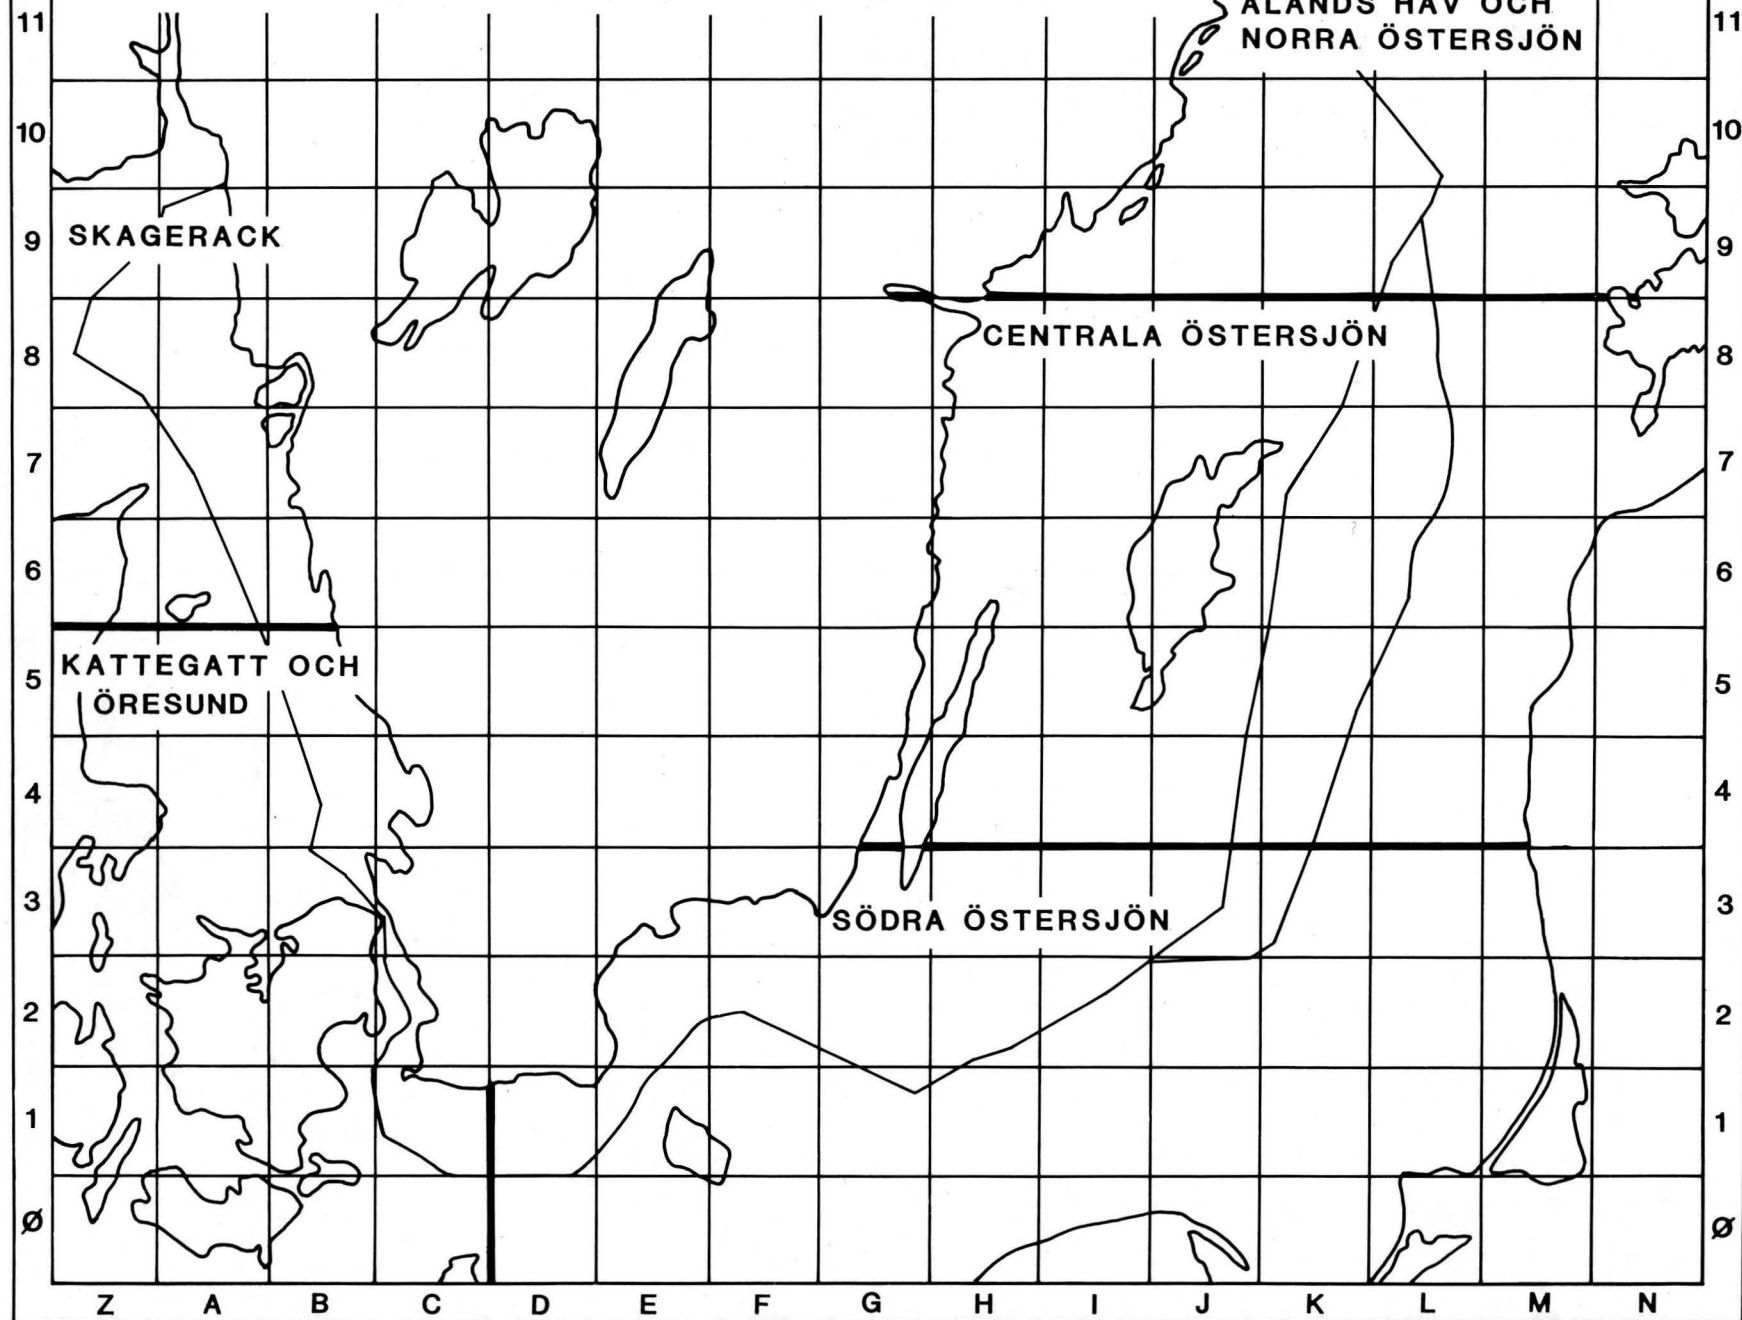 11 ÅLANDS HAV OCH 11
NORRA ÖSTERSJÖN
10 10
SKAGERACK
9 9
CENTRALA ÖSTERSJÖN
8 8
7 7
6 6
KATTEGATT OCH
ÖRESUND
5 5
4 4
3 3
SÖDRA ÖSTERSJÖN
2 2
1 1
Ø Ø
Z A B C D E F G H I J K L M N